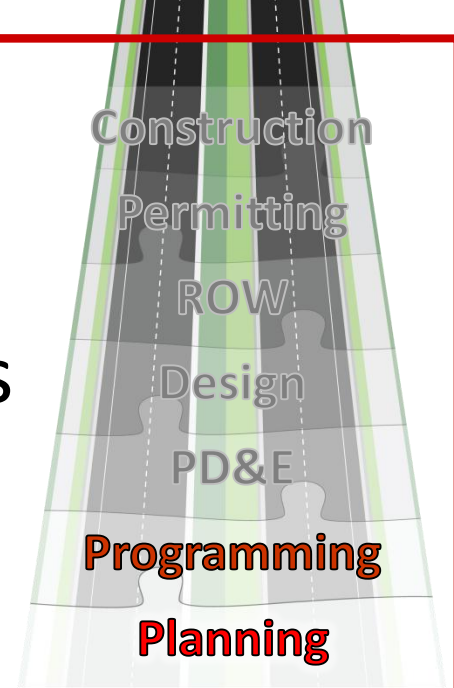 Construction
Permitting
ROW
s
Design
PD&E
Programming
Planning